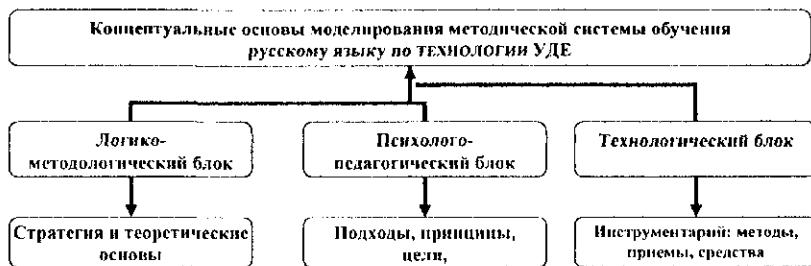 Концептуальные основы моделирования методической системы обучения
русскому языку по ТЕХНОЛОГИИ УДЕ
Логико-
методологический блок
Психолого-
педагогический блок
Технологический блок
Стратегия и теоретические
основы
Подходы, принципы,
цели,
Инструментарий: методы,
приемы, средства